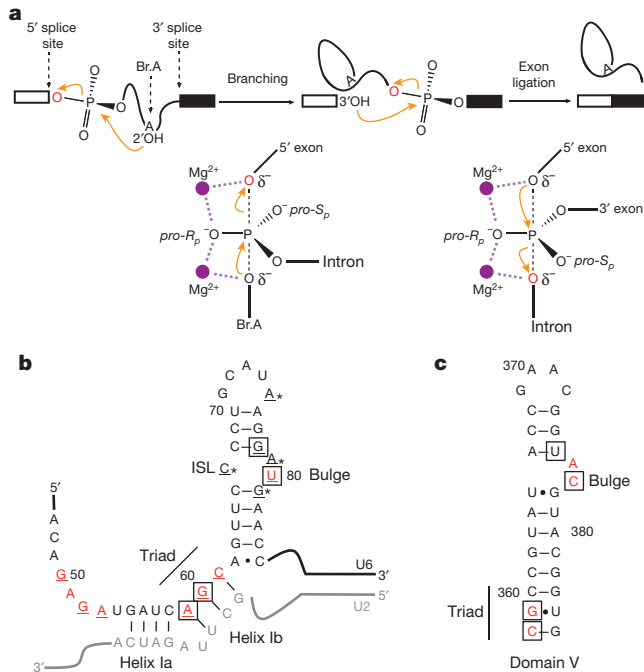 a
5′ splice site
3′ splice site
Br.A
O
O
P
O
O
A
2′OH
Branching
A
3′OH
O
O
P
O
O
Exon ligation
A
5′ exon
Mg2+
O δ−
O− pro-Sp
pro-Rp −O
P
O
Intron
Mg2+
O δ−
Br.A
5′ exon
Mg2+
O δ−
O
3′ exon
pro-Rp −O
P
O− pro-Sp
Mg2+
O δ−
Intron
b
C A U
G A*
70 U A
C G
C G
A*
ISL C* U 80 Bulge
C G*
U A
U A
G C
A • C
5′
A
C
A
G 50
A
G
A U G A U C A G C
Triad
60
U6 3′
G 5′
U2
C
U
3′ A C U A G A U
Helix Ia
Helix Ib
c
370 A A
G C
C G
C G
A U
A
C Bulge
U • G
A U
U A 380
U A
C G
C G
360 C G
Triad G • U
C G
Domain V